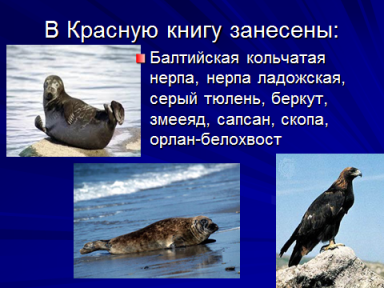 В Красную книгу занесены:
Балтийская кольчатая
нерпа, нерпа ладожская,
серый тюлень, беркут,
змееяд, сапсан, скопа,
орлан-белохвост